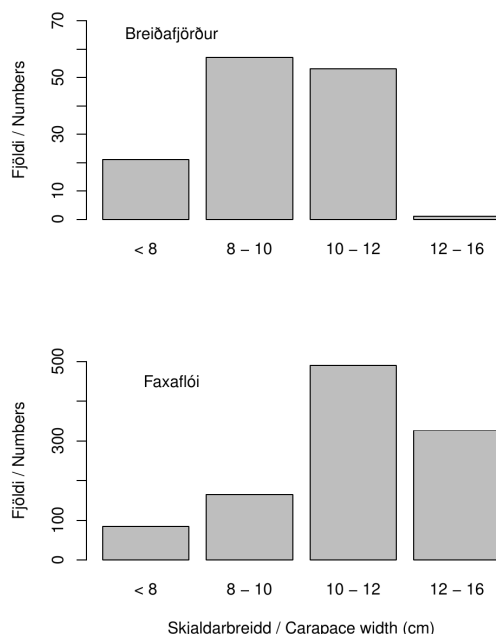 Breiðafjörður
Fjöldi / Numbers
70
50
30
10
0
< 8
8 − 10
10 − 12
12 − 16
Faxaflói
Fjöldi / Numbers
500
300
100
0
< 8
8 − 10
10 − 12
12 − 16
Skjaldarbreidd / Carapace width (cm)